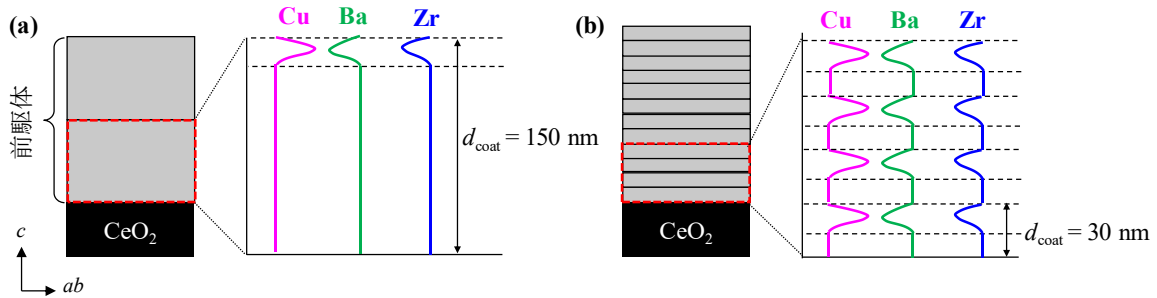 (a)
Cu Ba Zr
前駆体
d_coat = 150 nm
CeO₂
c
ab
(b)
Cu Ba Zr
d_coat = 30 nm
CeO₂